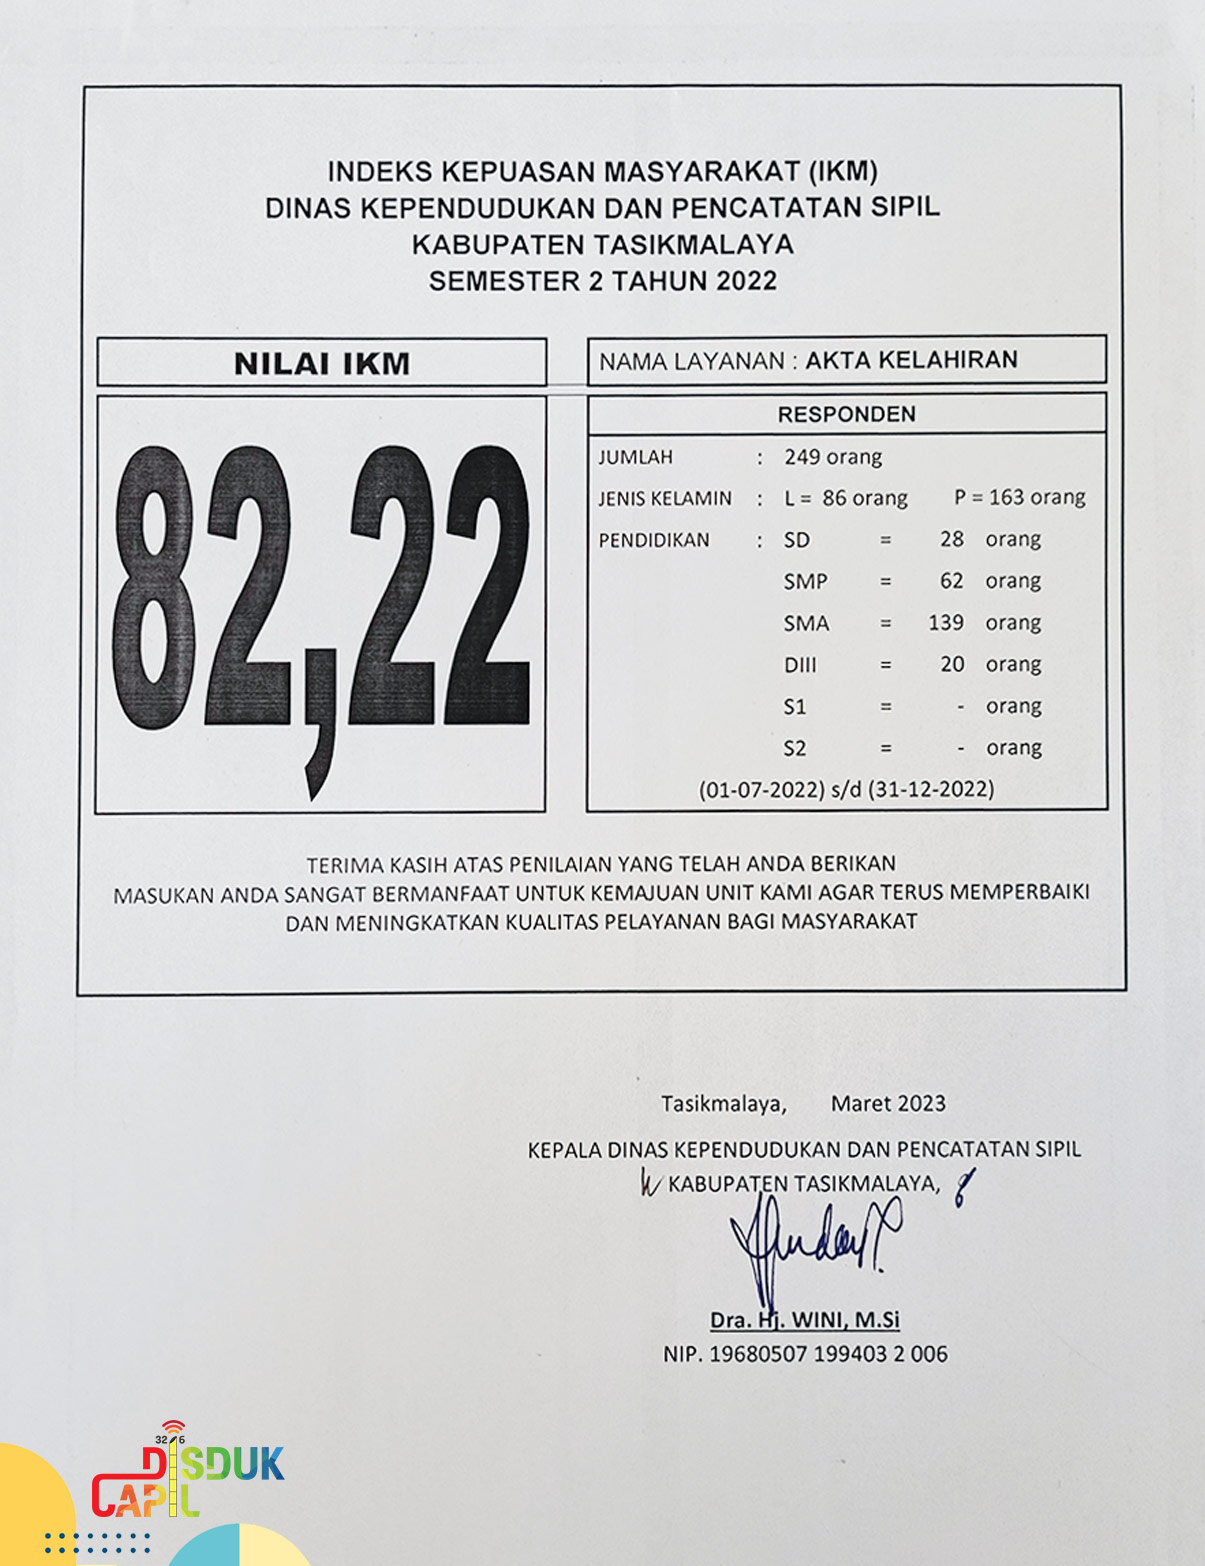 INDEKS KEPUASAN MASYARAKAT (IKM)
DINAS KEPENDUDUKAN DAN PENCATATAN SIPIL
KABUPATEN TASIKMALAYA
SEMESTER 2 TAHUN 2022
NILAI IKM
82,22
NAMA LAYANAN : AKTA KELAHIRAN
RESPONDEN
JUMLAH : 249 orang
JENIS KELAMIN : L = 86 orang P = 163 orang
PENDIDIKAN : SD = 28 orang
SMP = 62 orang
SMA = 139 orang
DIII = 20 orang
S1 = - orang
S2 = - orang
(01-07-2022) s/d (31-12-2022)
TERIMA KASIH ATAS PENILAIAN YANG TELAH ANDA BERIKAN
MASUKAN ANDA SANGAT BERMANFAAT UNTUK KEMAJUAN UNIT KAMI AGAR TERUS MEMPERBAIKI
DAN MENINGKATKAN KUALITAS PELAYANAN BAGI MASYARAKAT
Tasikmalaya, Maret 2023
KEPALA DINAS KEPENDUDUKAN DAN PENCATATAN SIPIL
KABUPATEN TASIKMALAYA,
Dra. Hj. WINI, M.Si
NIP. 19680507 199403 2 006
DISDUK
CAPIL